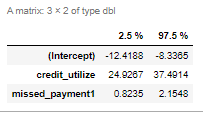 A matrix: 3 × 2 of type dbl
2.5 % 97.5 %
(Intercept) -12.4188 -8.3365
credit_utilize 24.9267 37.4914
missed_payment1 0.8235 2.1548